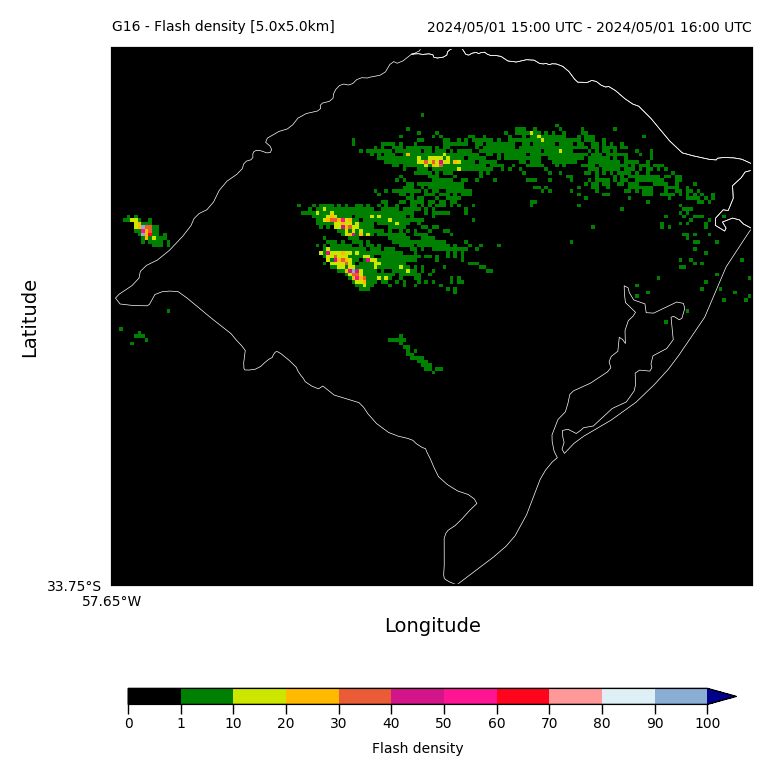 G16 - Flash density [5.0x5.0km]
2024/05/01 15:00 UTC - 2024/05/01 16:00 UTC
Latitude
33.75°S
57.65°W
Longitude
0 1 10 20 30 40 50 60 70 80 90 100
Flash density